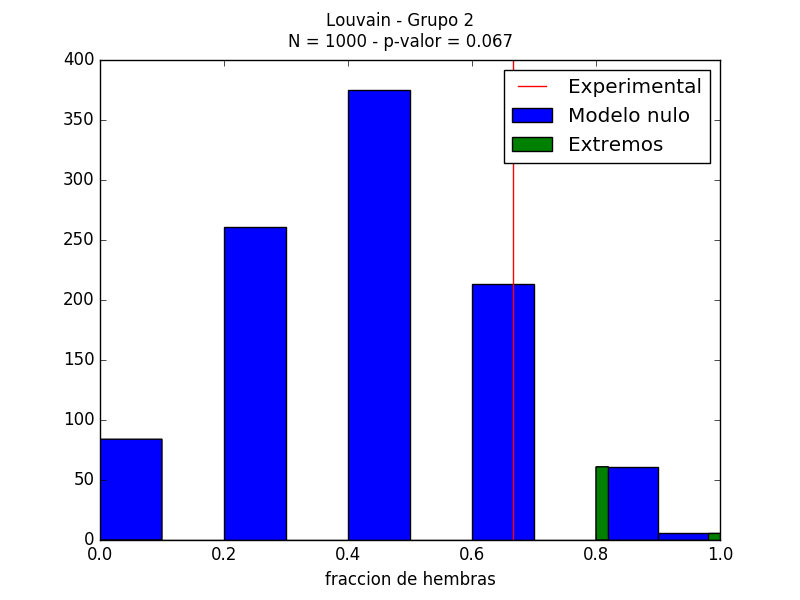 Louvain - Grupo 2
N = 1000 - p-valor = 0.067
400
350
300
250
200
150
100
50
0
Experimental
Modelo nulo
Extremos
0.0 0.2 0.4 0.6 0.8 1.0
fraccion de hembras